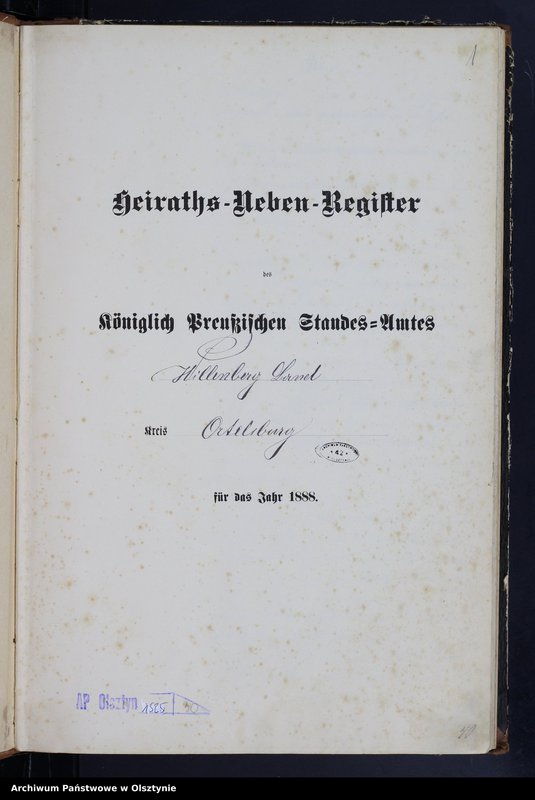 1
Heiraths-Neben-Register
des
Königlich Preußischen Standes-Amtes
Willenberg Land
Kreis Ortelsburg
42
für das Jahr 1888.
AP Olsztyn 1525
Archiwum Państwowe w Olsztynie